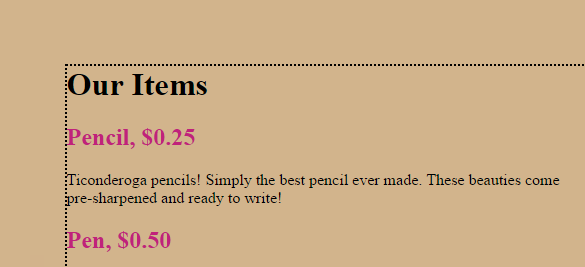 Our Items
Pencil, $0.25
Ticonderoga pencils! Simply the best pencil ever made. These beauties come
pre-sharpened and ready to write!
Pen, $0.50